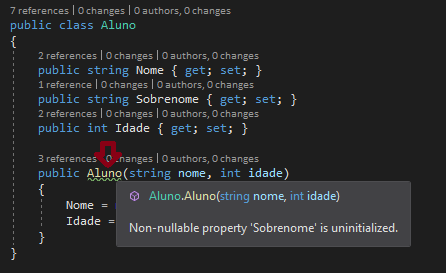 7 references | 0 changes | 0 authors, 0 changes
public class Aluno
{
2 references | 0 changes | 0 authors, 0 changes
public string Nome { get; set; }
1 reference | 0 changes | 0 authors, 0 changes
public string Sobrenome { get; set; }
2 references | 0 changes | 0 authors, 0 changes
public int Idade { get; set; }
3 references | 0 changes | 0 authors, 0 changes
public Aluno(string nome, int idade)
{
Nome =
Idade =
}
}
Aluno.Aluno(string nome, int idade)
Non-nullable property 'Sobrenome' is uninitialized.